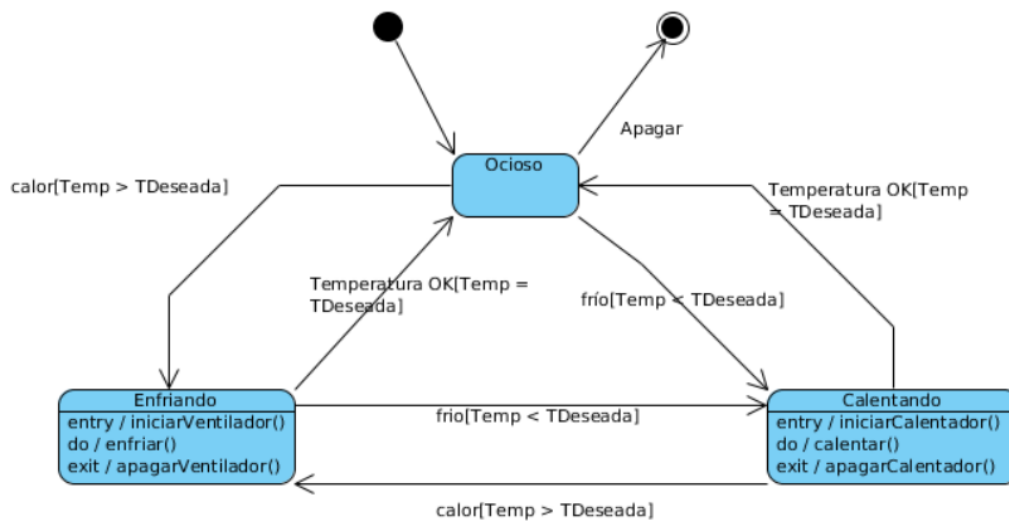 Apagar
Ocioso
calor[Temp > TDeseada]
Temperatura OK[Temp
= TDeseada]
Temperatura OK[Temp =
TDeseada]
frío[Temp < TDeseada]
Enfriando
entry / iniciarVentilador()
do / enfriar()
exit / apagarVentilador()
frio[Temp < TDeseada]
Calentando
entry / iniciarCalentador()
do / calentar()
exit / apagarCalentador()
calor[Temp > TDeseada]